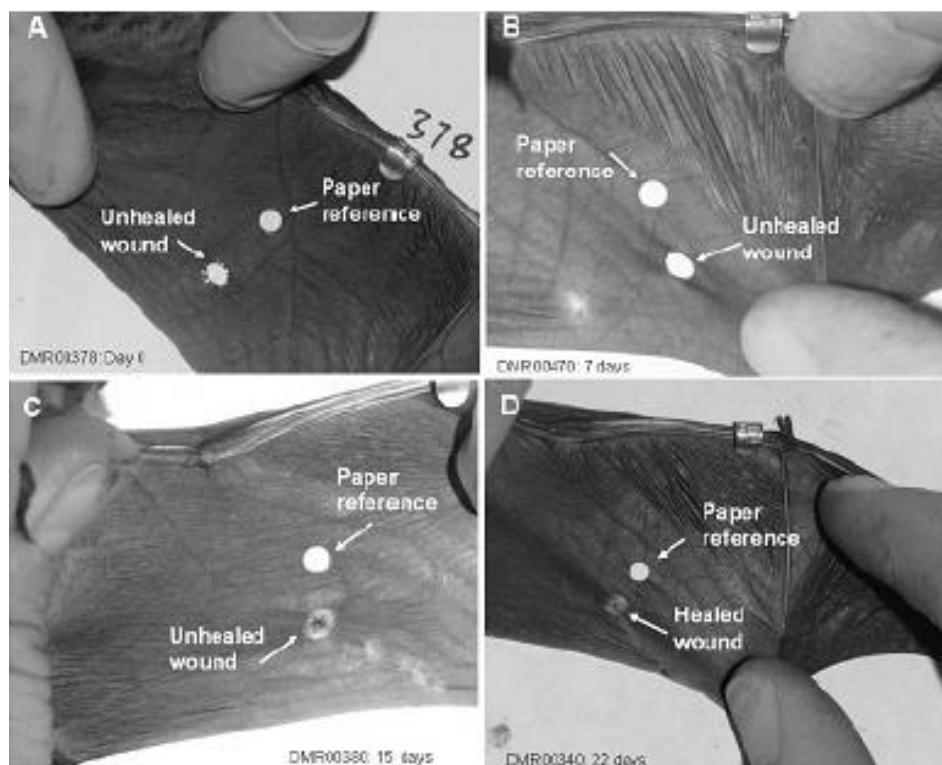 A
378
Paper
reference
Unhealed
wound
DMR00378: Day 0
B
Paper
reference
Unhealed
wound
DMR00470: 7 days
C
Paper
reference
Unhealed
wound
DMR00380: 15 days
D
Paper
reference
Healed
wound
DMR00340: 22 days